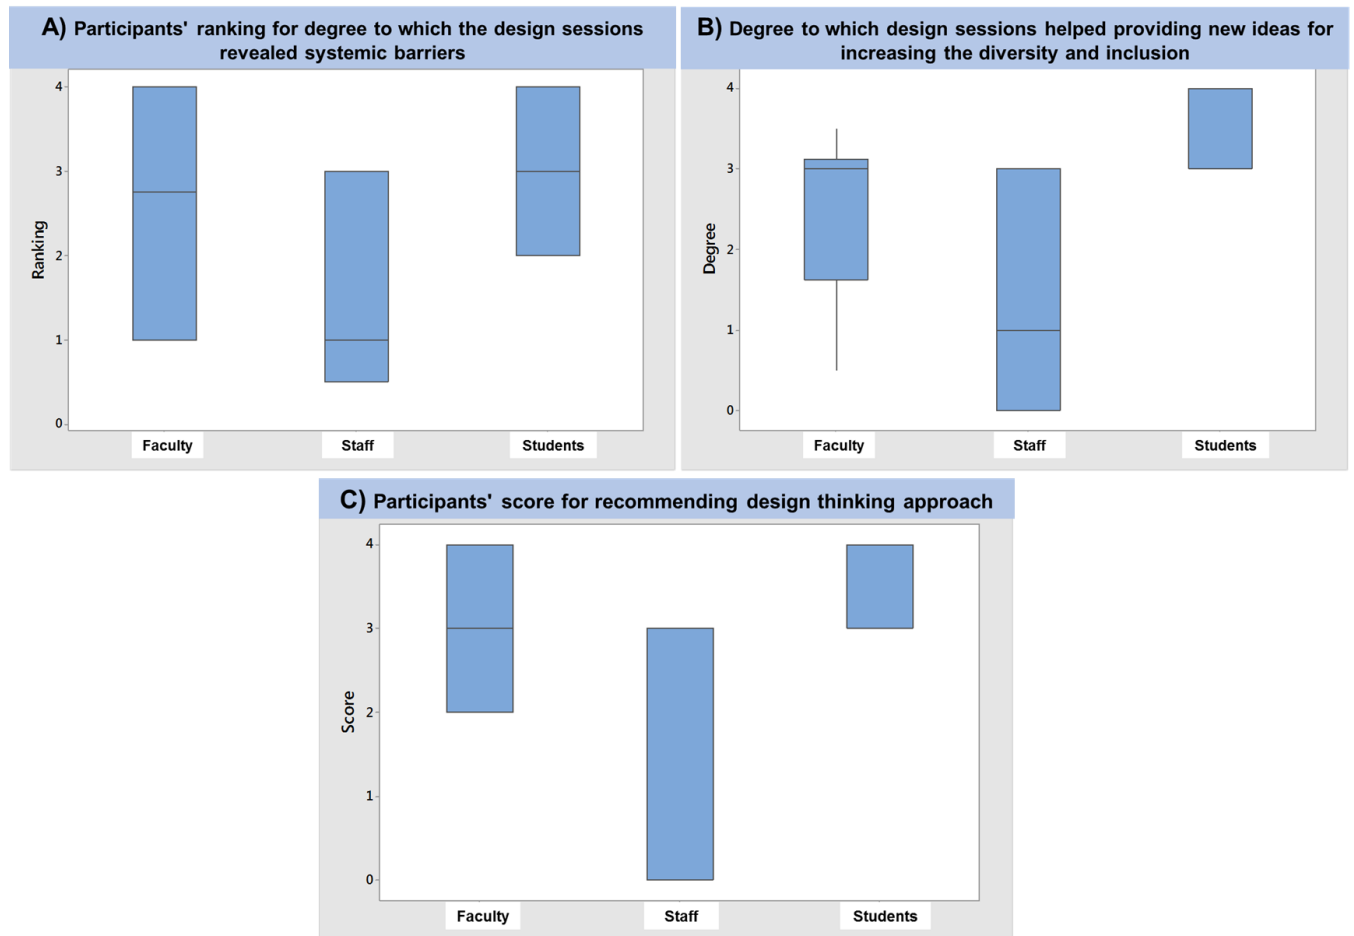 A) Participants' ranking for degree to which the design sessions
revealed systemic barriers
4
3
2
1
0
Ranking
Faculty
Staff
Students
B) Degree to which design sessions helped providing new ideas for
increasing the diversity and inclusion
4
3
2
1
0
Degree
Faculty
Staff
Students
C) Participants' score for recommending design thinking approach
4
3
2
1
0
Score
Faculty
Staff
Students